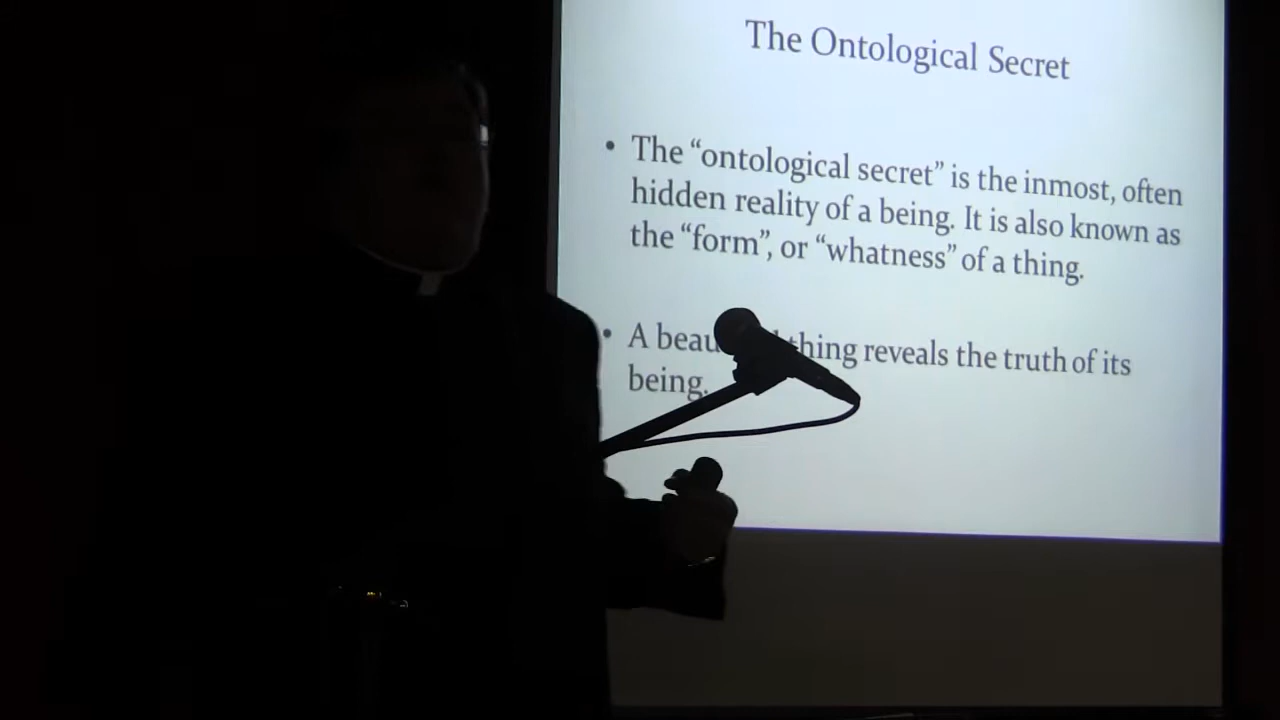 The Ontological Secret
• The “ontological secret” is the inmost, often
hidden reality of a being. It is also known as
the “form”, or “whatness” of a thing.
• A thing reveals the truth of its
being.